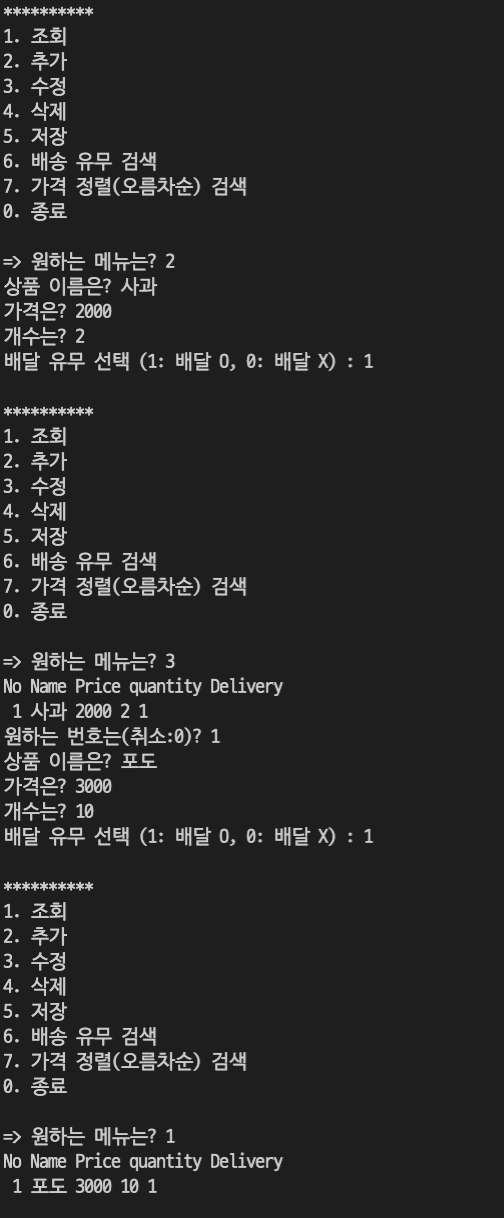 **********
1. 조회
2. 추가
3. 수정
4. 삭제
5. 저장
6. 배송 유무 검색
7. 가격 정렬(오름차순) 검색
0. 종료
=> 원하는 메뉴는? 2
상품 이름은? 사과
가격은? 2000
개수는? 2
배달 유무 선택 (1: 배달 O, 0: 배달 X) : 1
**********
1. 조회
2. 추가
3. 수정
4. 삭제
5. 저장
6. 배송 유무 검색
7. 가격 정렬(오름차순) 검색
0. 종료
=> 원하는 메뉴는? 3
No Name Price quantity Delivery
1 사과 2000 2 1
원하는 번호는(취소:0)? 1
상품 이름은? 포도
가격은? 3000
개수는? 10
배달 유무 선택 (1: 배달 O, 0: 배달 X) : 1
**********
1. 조회
2. 추가
3. 수정
4. 삭제
5. 저장
6. 배송 유무 검색
7. 가격 정렬(오름차순) 검색
0. 종료
=> 원하는 메뉴는? 1
No Name Price quantity Delivery
1 포도 3000 10 1